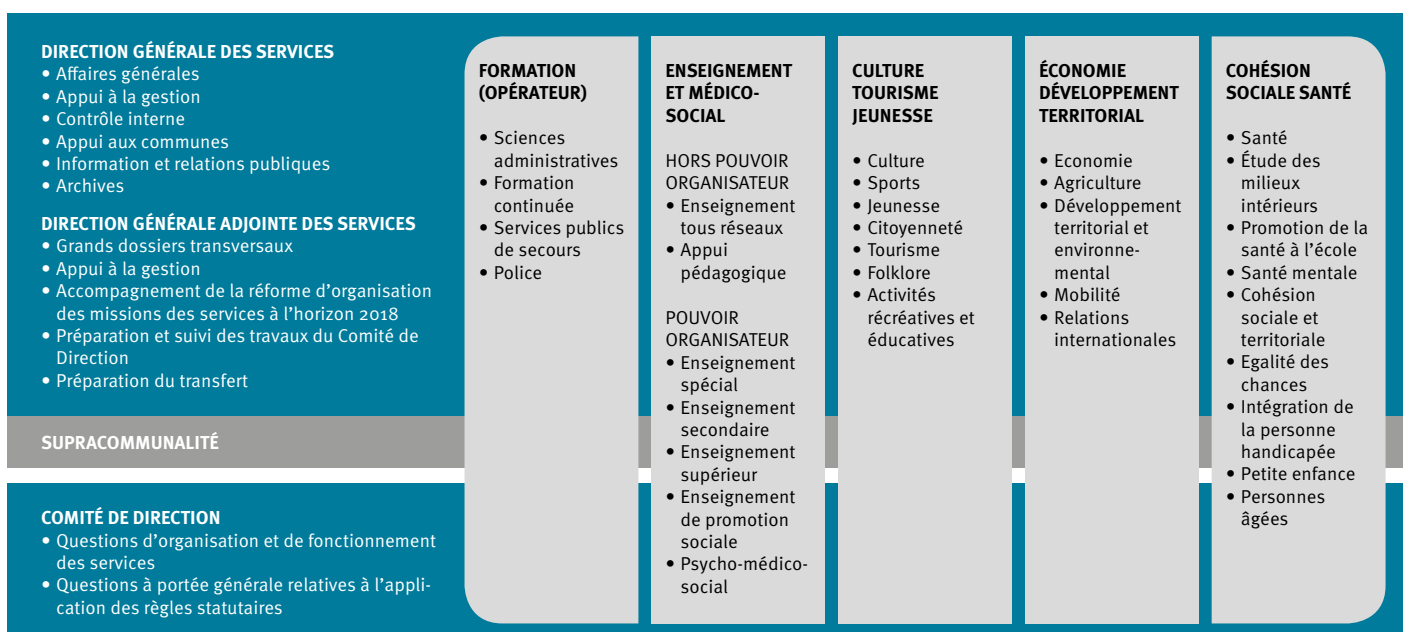 DIRECTION GÉNÉRALE DES SERVICES
• Affaires générales
• Appui à la gestion
• Contrôle interne
• Appui aux communes
• Information et relations publiques
• Archives
DIRECTION GÉNÉRALE ADJOINTE DES SERVICES
• Grands dossiers transversaux
• Appui à la gestion
• Accompagnement de la réforme d’organisation
des missions des services à l’horizon 2018
• Préparation et suivi des travaux du Comité de
Direction
• Préparation du transfert
SUPRACOMMUNALITÉ
COMITÉ DE DIRECTION
• Questions d’organisation et de fonctionnement
des services
• Questions à portée générale relatives à l’appli-
cation des règles statutaires
FORMATION
(OPÉRATEUR)
• Sciences
administratives
• Formation
continuée
• Services publics
de secours
• Police
ENSEIGNEMENT
ET MÉDICO-
SOCIAL
HORS POUVOIR
ORGANISATEUR
• Enseignement
tous réseaux
• Appui
pédagogique
POUVOIR
ORGANISATEUR
• Enseignement
spécial
• Enseignement
secondaire
• Enseignement
supérieur
• Enseignement
de promotion
sociale
• Psycho-médico-
social
CULTURE
TOURISME
JEUNESSE
• Culture
• Sports
• Jeunesse
• Citoyenneté
• Tourisme
• Folklore
• Activités
récréatives et
éducatives
ÉCONOMIE
DÉVELOPPEMENT
TERRITORIAL
• Economie
• Agriculture
• Développement
territorial et
environne-
mental
• Mobilité
• Relations
internationales
COHÉSION
SOCIALE SANTÉ
• Santé
• Étude des
milieux
intérieurs
• Promotion de la
santé à l’école
• Santé mentale
• Cohésion
sociale et
territoriale
• Egalité des
chances
• Intégration de
la personne
handicapée
• Petite enfance
• Personnes
âgées